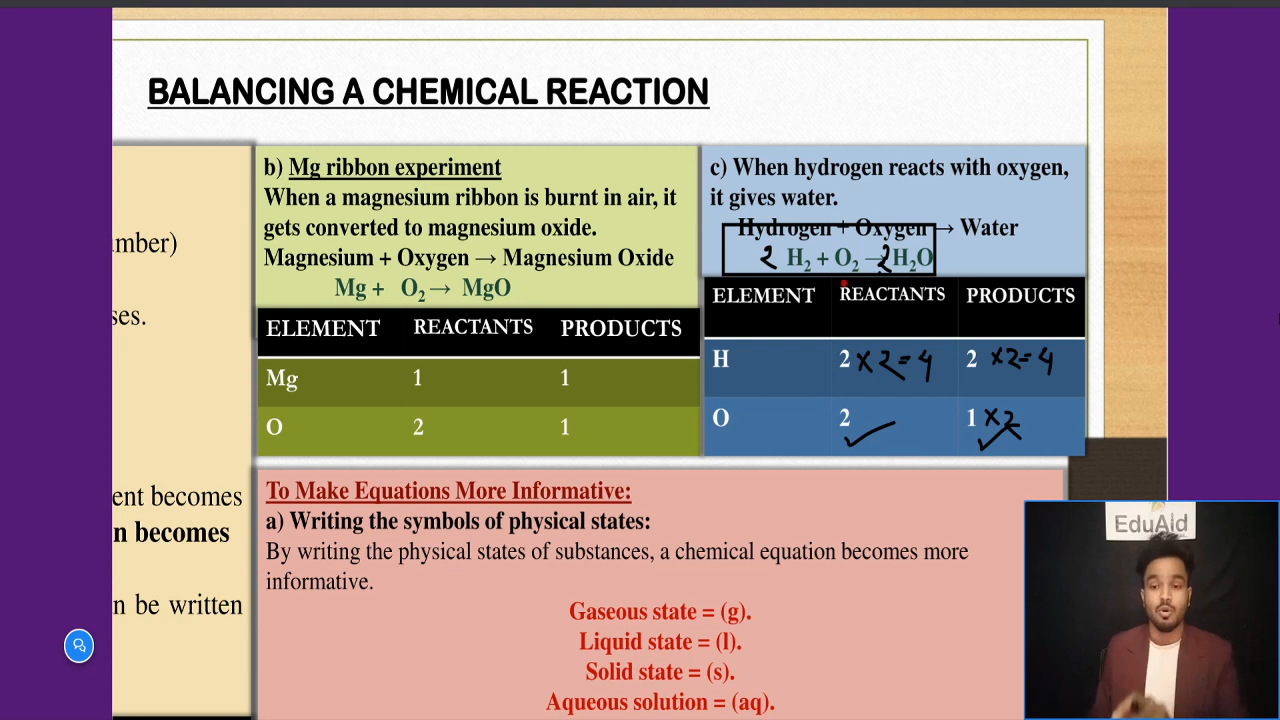 BALANCING A CHEMICAL REACTION
umber)
ses.
ent becomes
n becomes
n be written
b) Mg ribbon experiment
When a magnesium ribbon is burnt in air, it
gets converted to magnesium oxide.
Magnesium + Oxygen → Magnesium Oxide
Mg + O₂ → MgO
ELEMENT REACTANTS PRODUCTS
Mg 1 1
O 2 1
c) When hydrogen reacts with oxygen,
it gives water.
Hydrogen + Oxygen → Water
2 H₂ + O₂ → 2H₂O
ELEMENT REACTANTS PRODUCTS
H 2 x 2 = 4 2 x2= 4
O 2 1 x2
To Make Equations More Informative:
a) Writing the symbols of physical states:
By writing the physical states of substances, a chemical equation becomes more
informative.
Gaseous state = (g).
Liquid state = (l).
Solid state = (s).
Aqueous solution = (aq).
EduAid